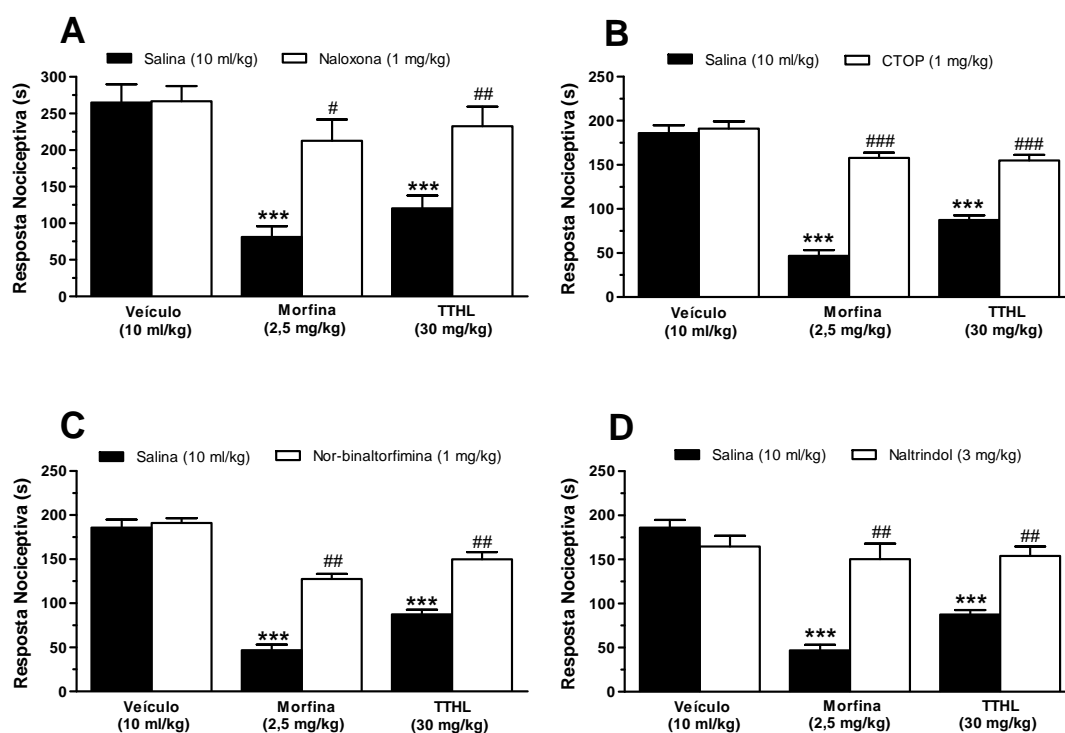 A
Salina (10 ml/kg) Naloxona (1 mg/kg)
Resposta Nociceptiva (s)
300
250
200
150
100
50
0
***
#
***
##
Veículo Morfina TTHL
(10 ml/kg) (2,5 mg/kg) (30 mg/kg)
B
Salina (10 ml/kg) CTOP (1 mg/kg)
Resposta Nociceptiva (s)
250
200
150
100
50
0
***
###
***
###
Veículo Morfina TTHL
(10 ml/kg) (2,5 mg/kg) (30 mg/kg)
C
Salina (10 ml/kg) Nor-binaltorfimina (1 mg/kg)
Resposta Nociceptiva (s)
250
200
150
100
50
0
***
##
***
##
Veículo Morfina TTHL
(10 ml/kg) (2,5 mg/kg) (30 mg/kg)
D
Salina (10 ml/kg) Naltrindol (3 mg/kg)
Resposta Nociceptiva (s)
250
200
150
100
50
0
***
##
***
##
Veículo Morfina TTHL
(10 ml/kg) (2,5 mg/kg) (30 mg/kg)